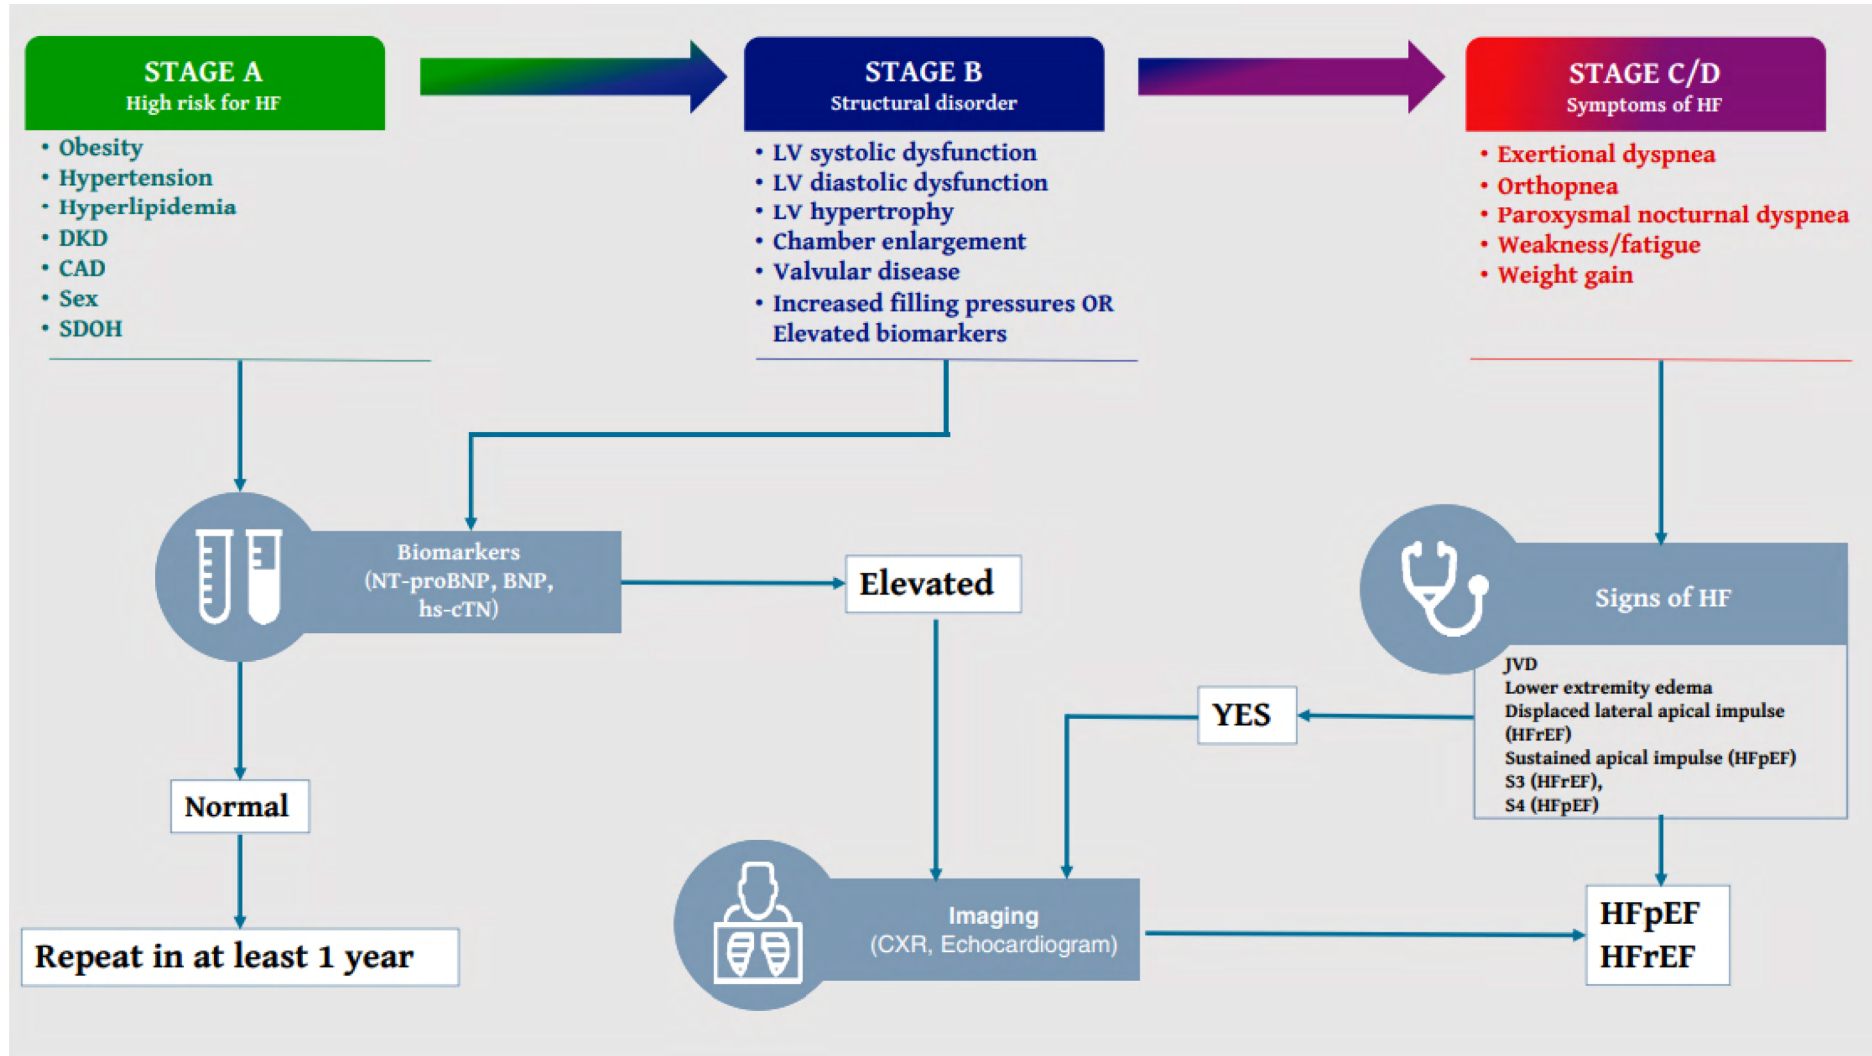 STAGE A
High risk for HF
• Obesity
• Hypertension
• Hyperlipidemia
• DKD
• CAD
• Sex
• SDOH
STAGE B
Structural disorder
• LV systolic dysfunction
• LV diastolic dysfunction
• LV hypertrophy
• Chamber enlargement
• Valvular disease
• Increased filling pressures OR
Elevated biomarkers
STAGE C/D
Symptoms of HF
• Exertional dyspnea
• Orthopnea
• Paroxysmal nocturnal dyspnea
• Weakness/fatigue
• Weight gain
Biomarkers
(NT-proBNP, BNP,
hs-cTN)
Elevated
Signs of HF
JVD
Lower extremity edema
Displaced lateral apical impulse
(HFrEF)
Sustained apical impulse (HFpEF)
S3 (HFrEF),
S4 (HFpEF)
YES
Normal
Repeat in at least 1 year
Imaging
(CXR, Echocardiogram)
HFpEF
HFrEF